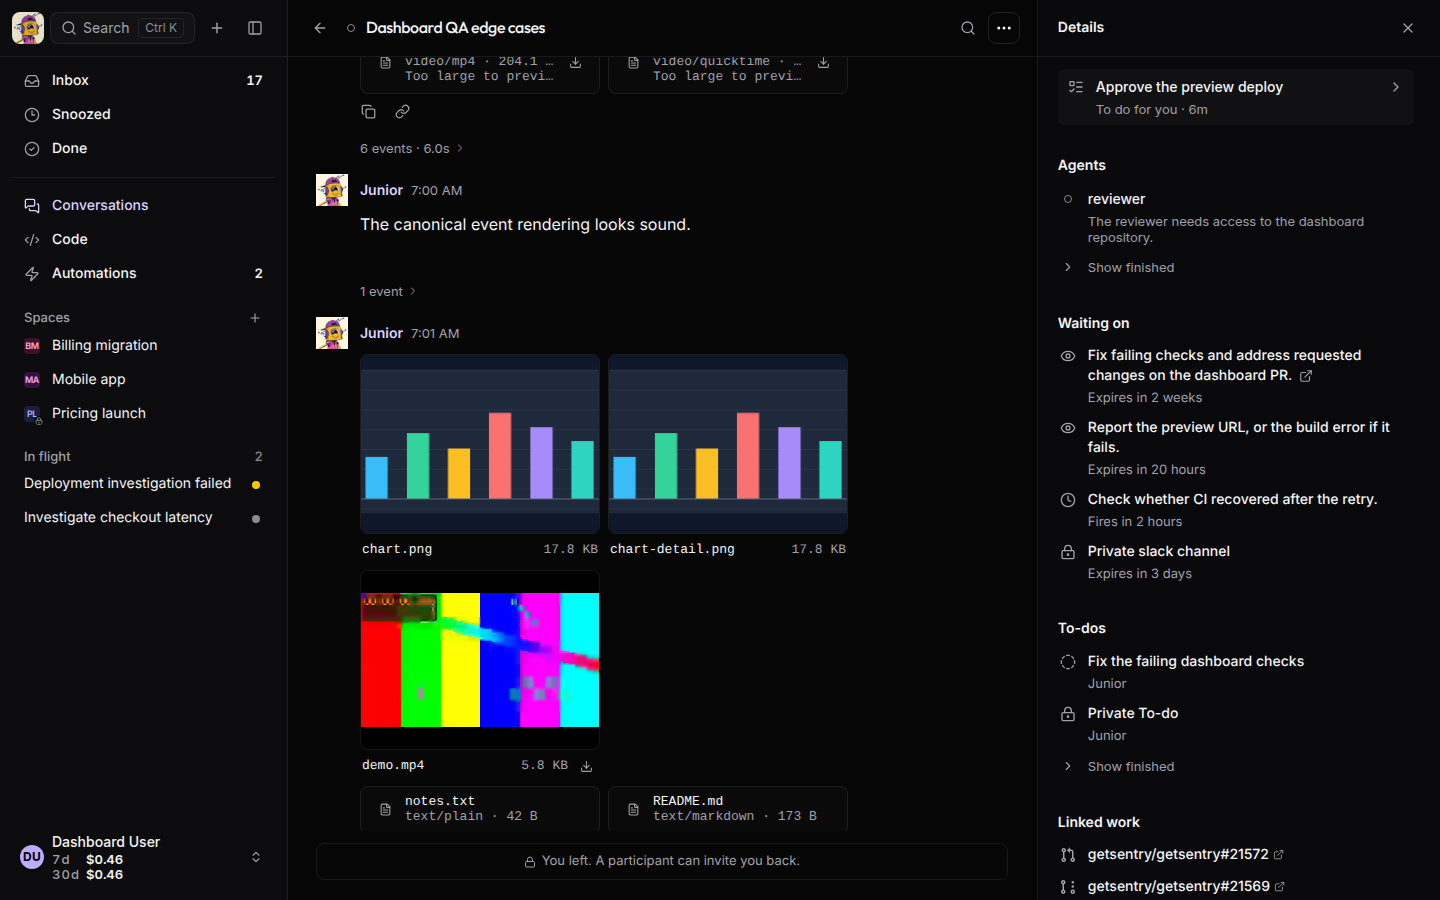 Search Ctrl K
Inbox 17
Snoozed
Done
Conversations
Code
Automations 2
Spaces
BM Billing migration
MA Mobile app
PL Pricing launch
In flight 2
Deployment investigation failed
Investigate checkout latency
DU Dashboard User
7d $0.46
30d $0.46
Dashboard QA edge cases
video/mp4 · 204.1 …
Too large to previ…
video/quicktime · …
Too large to previ…
6 events · 6.0s
Junior 7:00 AM
The canonical event rendering looks sound.
1 event
Junior 7:01 AM
chart.png 17.8 KB
chart-detail.png 17.8 KB
demo.mp4 5.8 KB
notes.txt
text/plain · 42 B
README.md
text/markdown · 173 B
You left. A participant can invite you back.
Details
Approve the preview deploy
To do for you · 6m
Agents
reviewer
The reviewer needs access to the dashboard
repository.
Show finished
Waiting on
Fix failing checks and address requested
changes on the dashboard PR.
Expires in 2 weeks
Report the preview URL, or the build error if it
fails.
Expires in 20 hours
Check whether CI recovered after the retry.
Fires in 2 hours
Private slack channel
Expires in 3 days
To-dos
Fix the failing dashboard checks
Junior
Private To-do
Junior
Show finished
Linked work
getsentry/getsentry#21572
getsentry/getsentry#21569